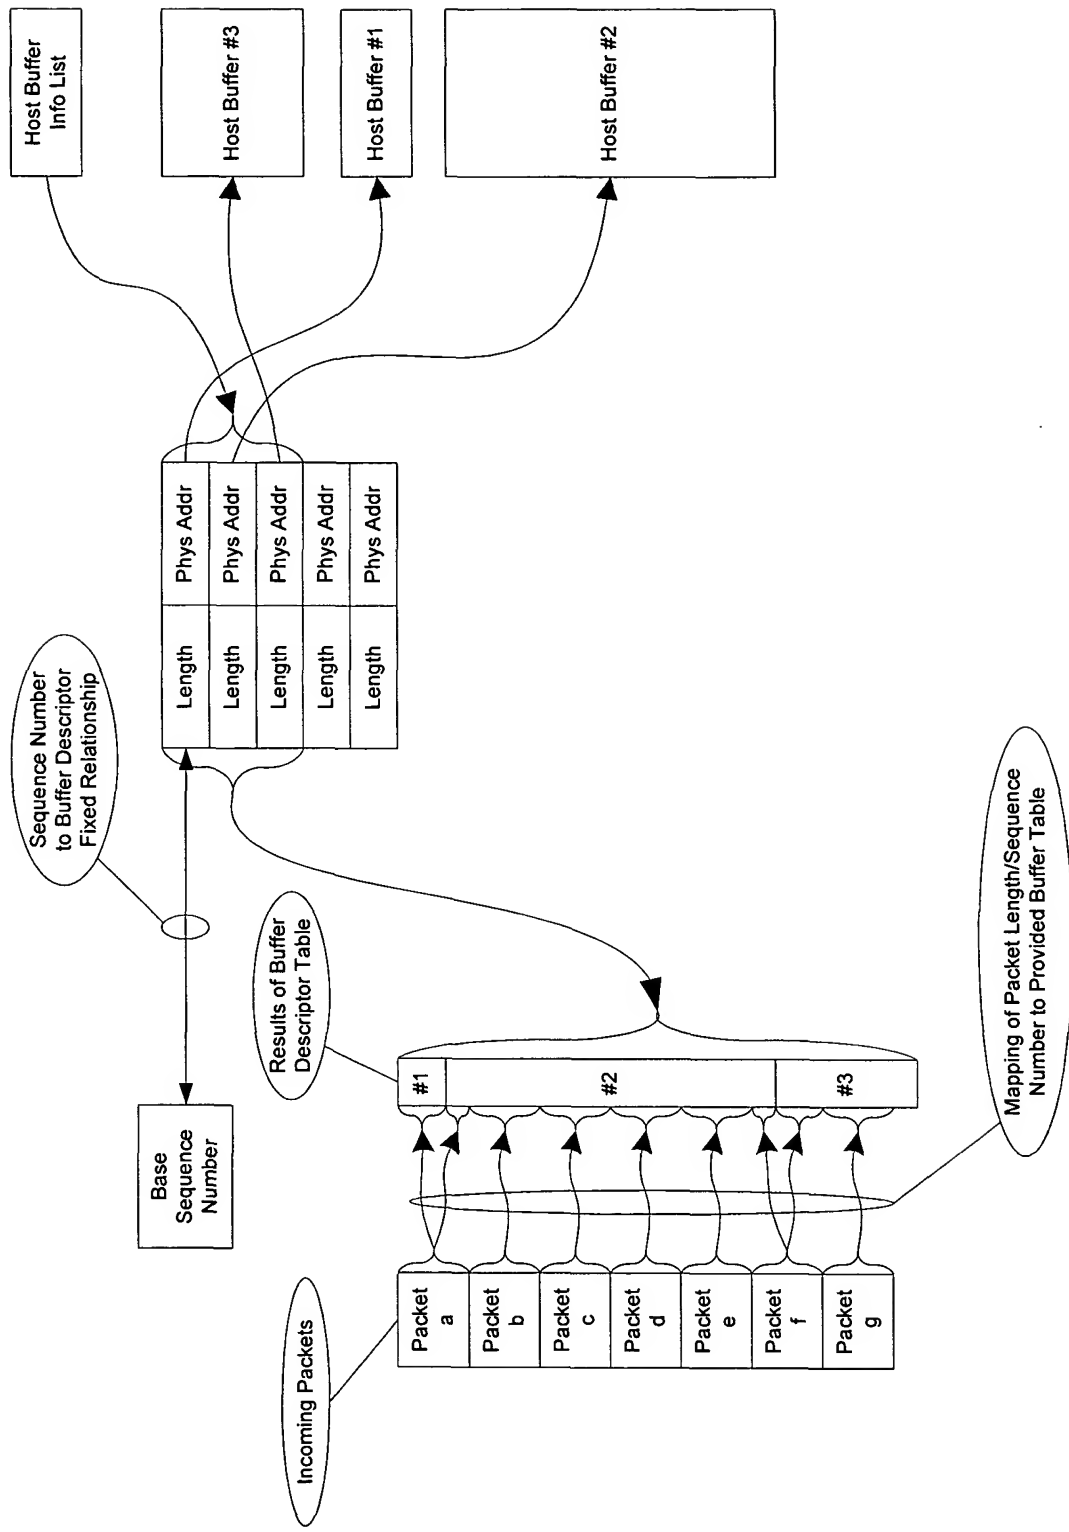 Incoming Packets
Packet
a
Packet
b
Packet
c
Packet
d
Packet
e
Packet
f
Packet
g
Base
Sequence
Number
Results of Buffer
Descriptor Table
#1
#2
#3
Mapping of Packet Length/Sequence
Number to Provided Buffer Table
Sequence Number
to Buffer Descriptor
Fixed Relationship
Length
Phys Addr
Length
Phys Addr
Length
Phys Addr
Length
Phys Addr
Length
Phys Addr
Host Buffer
Info List
Host Buffer #3
Host Buffer #1
Host Buffer #2